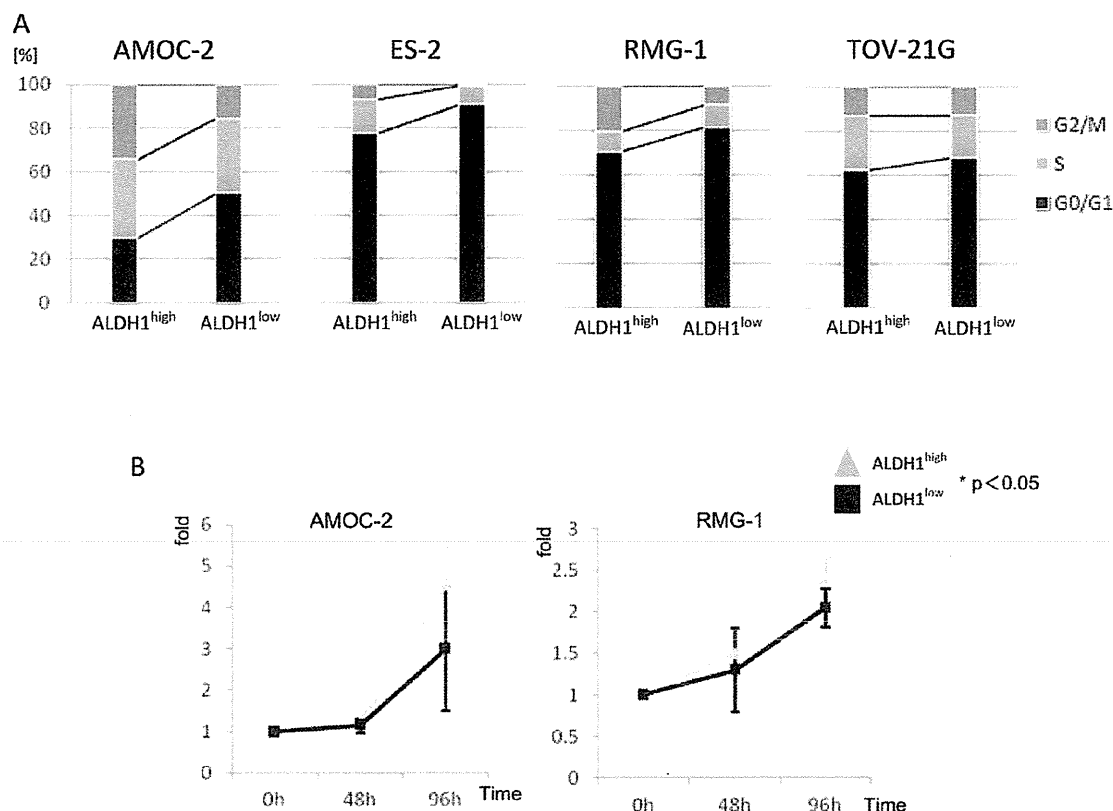 A
[%]
AMOC-2
ES-2
RMG-1
TOV-21G
100
80
60
40
20
0
ALDH1high
ALDH1low
ALDH1high
ALDH1low
ALDH1high
ALDH1low
ALDH1high
ALDH1low
G2/M
S
G0/G1
B
ALDH1high
ALDH1low
* p<0.05
AMOC-2
fold
6
5
4
3
2
1
0
0h
48h
96h
Time
RMG-1
fold
3
2.5
2
1.5
1
0.5
0
0h
48h
96h
Time